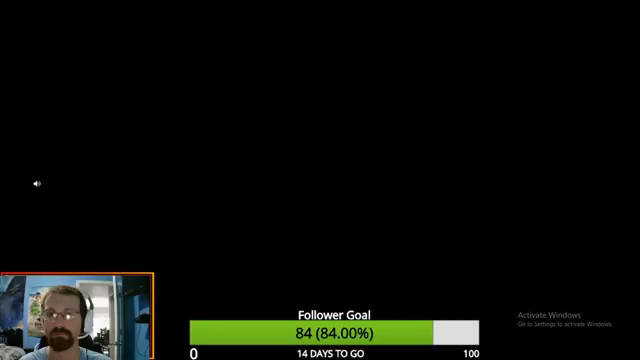 Follower Goal
84 (84.00%)
0
14 DAYS TO GO
100
Activate Windows
Go to Settings to activate Windows.